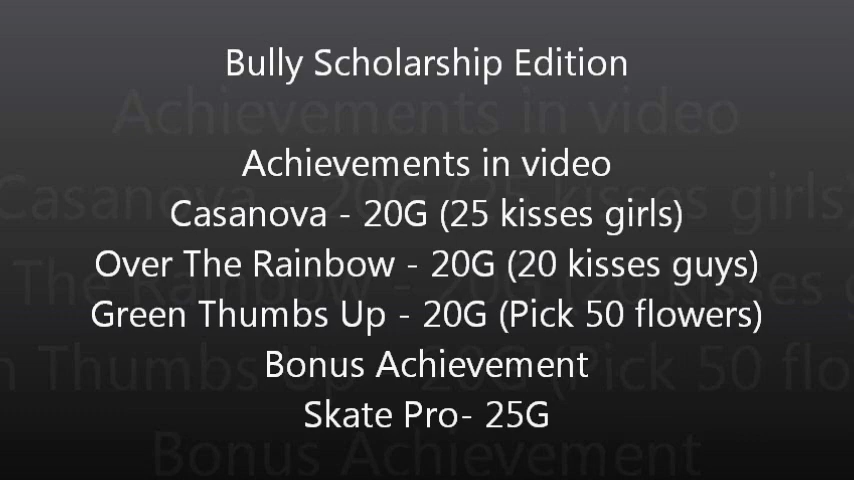 Bully Scholarship Edition
Achievements in video
Casanova - 20G (25 kisses girls)
Over The Rainbow - 20G (20 kisses guys)
Green Thumbs Up - 20G (Pick 50 flowers)
Bonus Achievement
Skate Pro- 25G